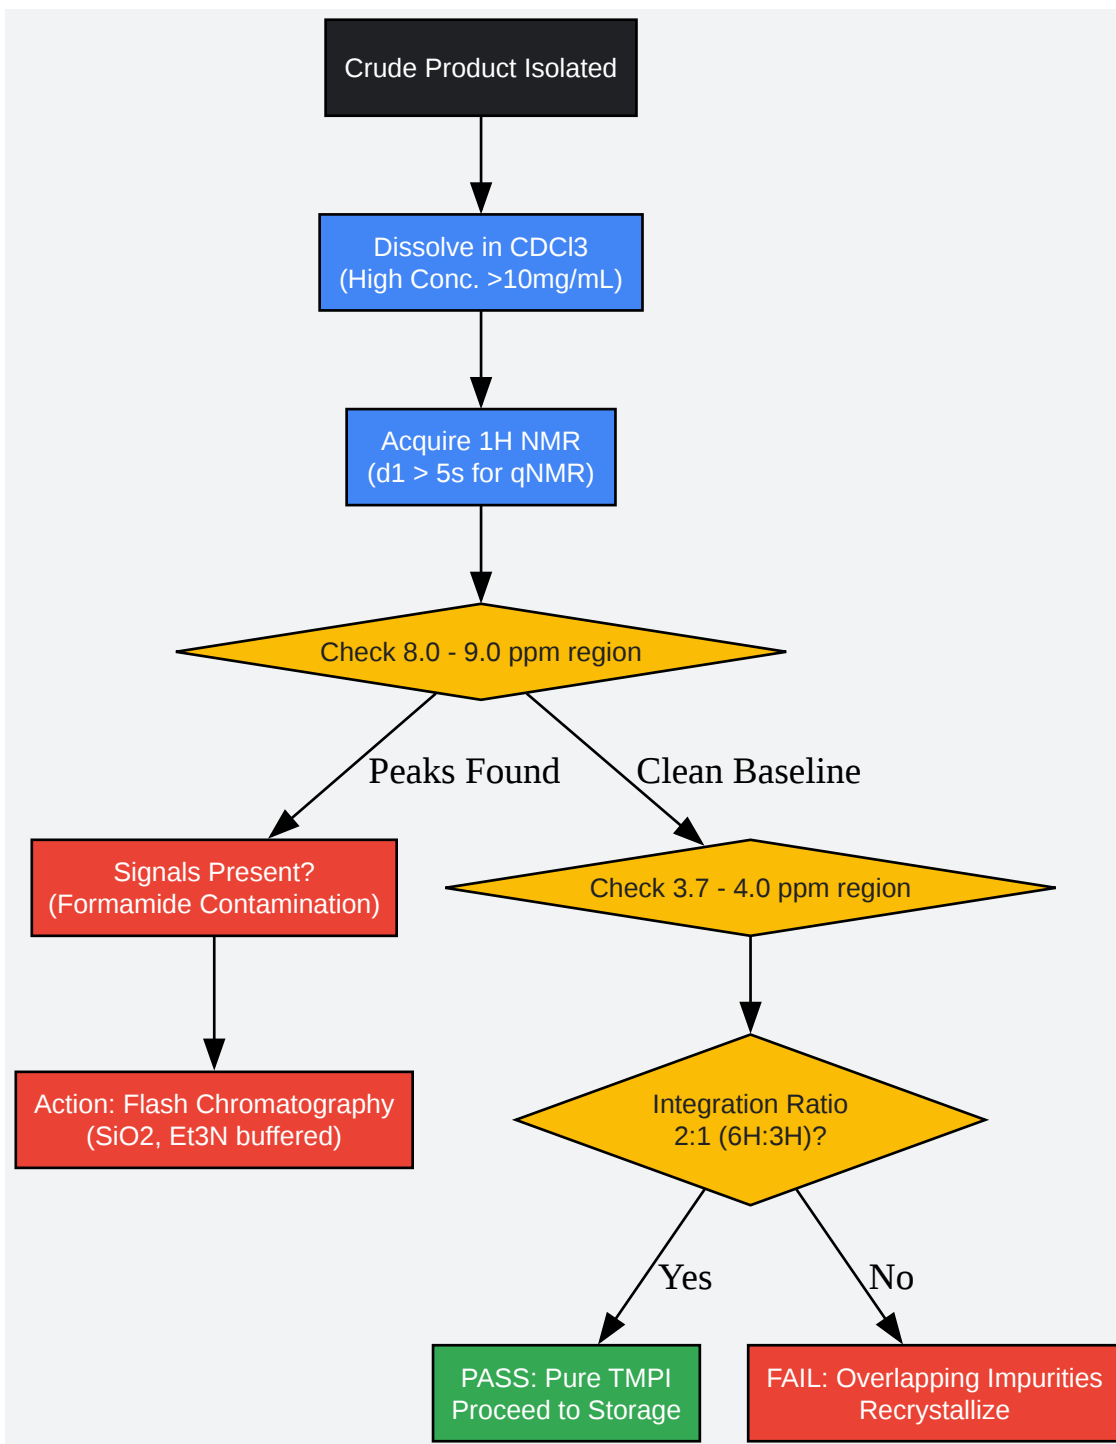 Crude Product Isolated
Dissolve in CDCl3
(High Conc. >10mg/mL)
Acquire 1H NMR
(d1 > 5s for qNMR)
Check 8.0 - 9.0 ppm region
Peaks Found
Clean Baseline
Signals Present?
(Formamide Contamination)
Check 3.7 - 4.0 ppm region
Action: Flash Chromatography
(SiO2, Et3N buffered)
Integration Ratio
2:1 (6H:3H)?
Yes
No
PASS: Pure TMPI
Proceed to Storage
FAIL: Overlapping Impurities
Recrystallize